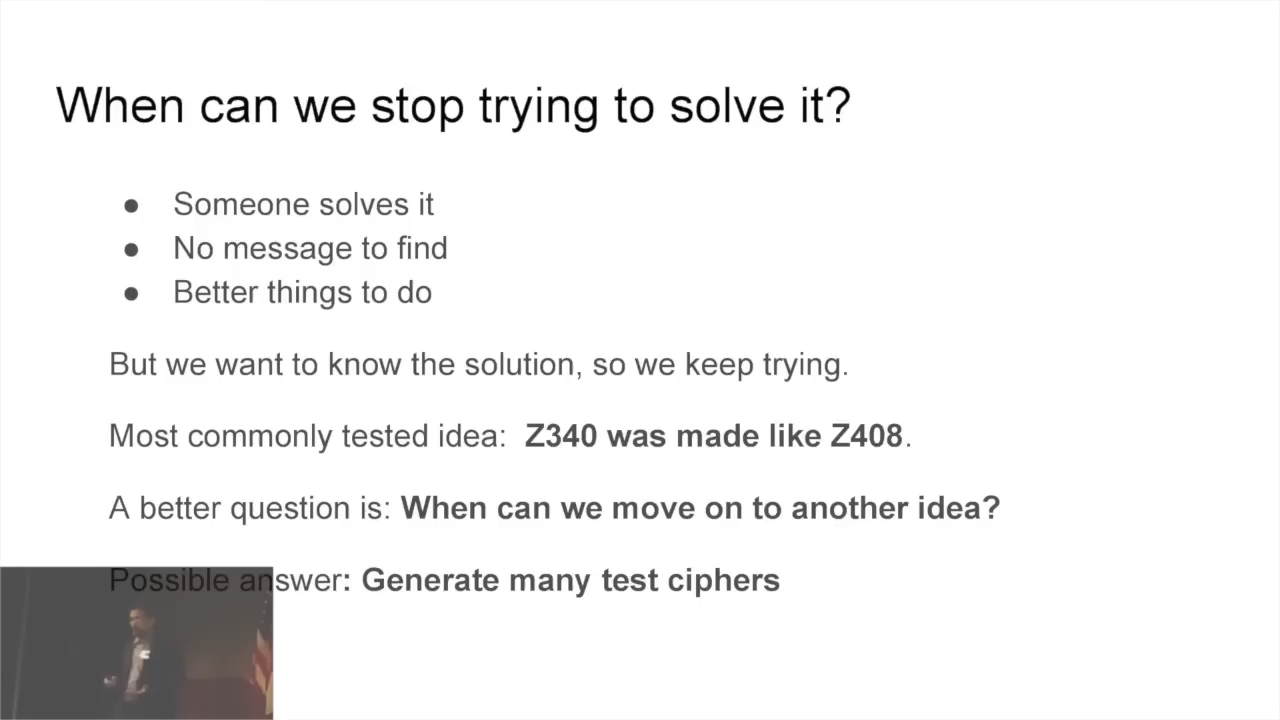 When can we stop trying to solve it?
● Someone solves it
● No message to find
● Better things to do
But we want to know the solution, so we keep trying.
Most commonly tested idea: Z340 was made like Z408.
A better question is: When can we move on to another idea?
Possible answer: Generate many test ciphers